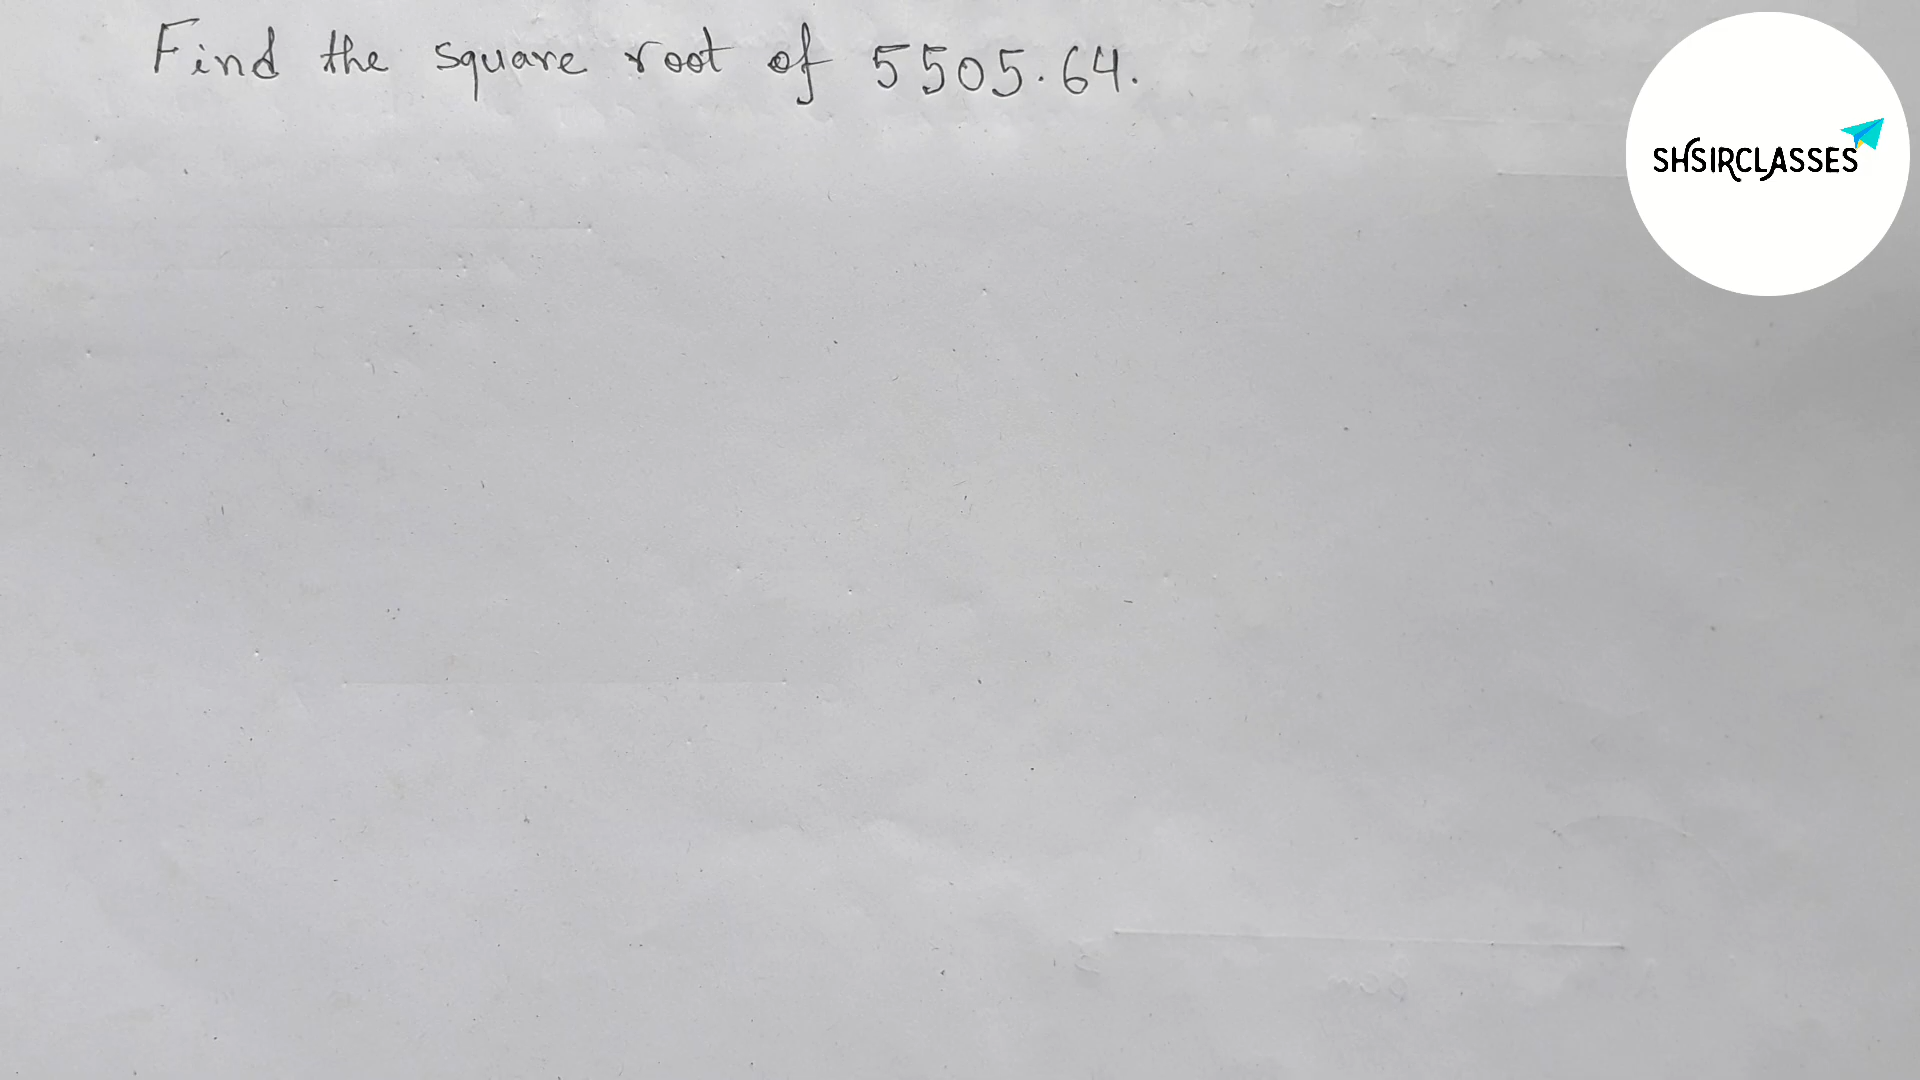 Find the square root of 5505.64.
SHSIRCLASSES